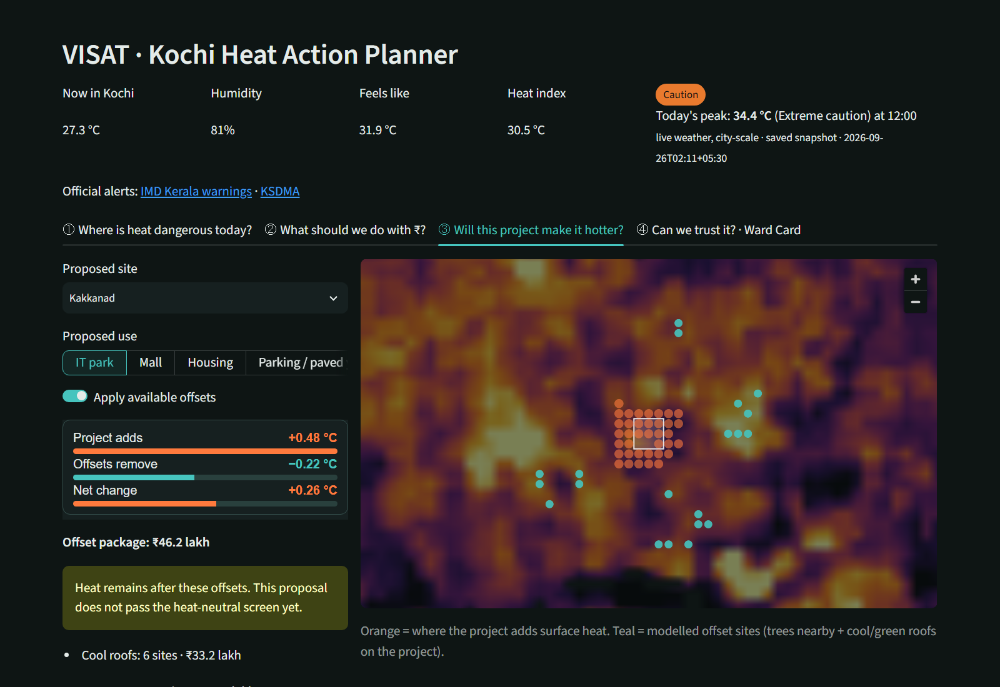 VISAT · Kochi Heat Action Planner
Now in Kochi
27.3 °C
Humidity
81%
Feels like
31.9 °C
Heat index
30.5 °C
Caution
Today's peak: 34.4 °C (Extreme caution) at 12:00
live weather, city-scale · saved snapshot · 2026-09-
26T02:11+05:30
Official alerts: IMD Kerala warnings · KSDMA
① Where is heat dangerous today?
② What should we do with ₹?
③ Will this project make it hotter?
④ Can we trust it? · Ward Card
Proposed site
Kakkanad
Proposed use
IT park
Mall
Housing
Parking / paved
Apply available offsets
Project adds +0.48 °C
Offsets remove −0.22 °C
Net change +0.26 °C
Offset package: ₹46.2 lakh
Heat remains after these offsets. This proposal
does not pass the heat-neutral screen yet.
• Cool roofs: 6 sites · ₹33.2 lakh
+
−
Orange = where the project adds surface heat. Teal = modelled offset sites (trees nearby + cool/green roofs
on the project).